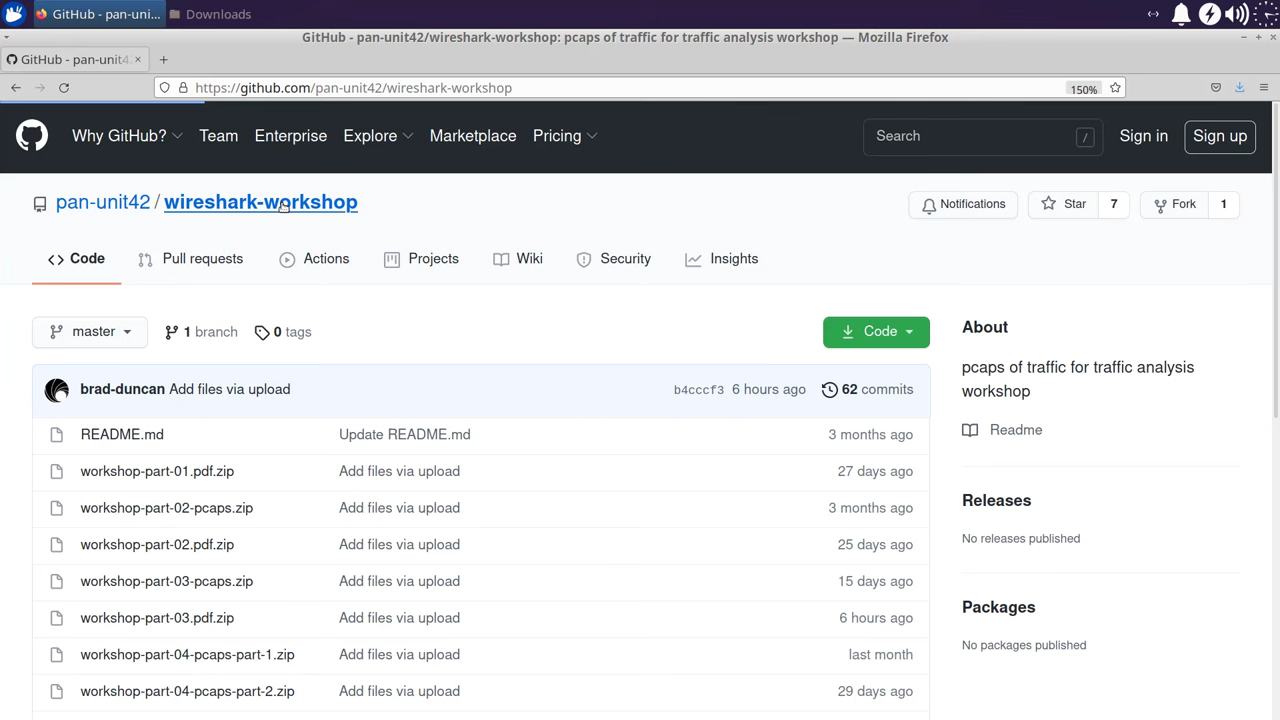 GitHub - pan-uni... Downloads
GitHub - pan-unit42/wireshark-workshop: pcaps of traffic for traffic analysis workshop — Mozilla Firefox
GitHub - pan-unit4 × +
https://github.com/pan-unit42/wireshark-workshop 150%
Why GitHub? Team Enterprise Explore Marketplace Pricing Search / Sign in Sign up
pan-unit42 / wireshark-workshop Notifications Star 7 Fork 1
Code Pull requests Actions Projects Wiki Security Insights
master 1 branch 0 tags Code About
pcaps of traffic for traffic analysis
workshop
brad-duncan Add files via upload b4cccf3 6 hours ago 62 commits
README.md Update README.md 3 months ago Readme
workshop-part-01.pdf.zip Add files via upload 27 days ago
workshop-part-02-pcaps.zip Add files via upload 3 months ago Releases
workshop-part-02.pdf.zip Add files via upload 25 days ago No releases published
workshop-part-03-pcaps.zip Add files via upload 15 days ago
workshop-part-03.pdf.zip Add files via upload 6 hours ago Packages
workshop-part-04-pcaps-part-1.zip Add files via upload last month No packages published
workshop-part-04-pcaps-part-2.zip Add files via upload 29 days ago